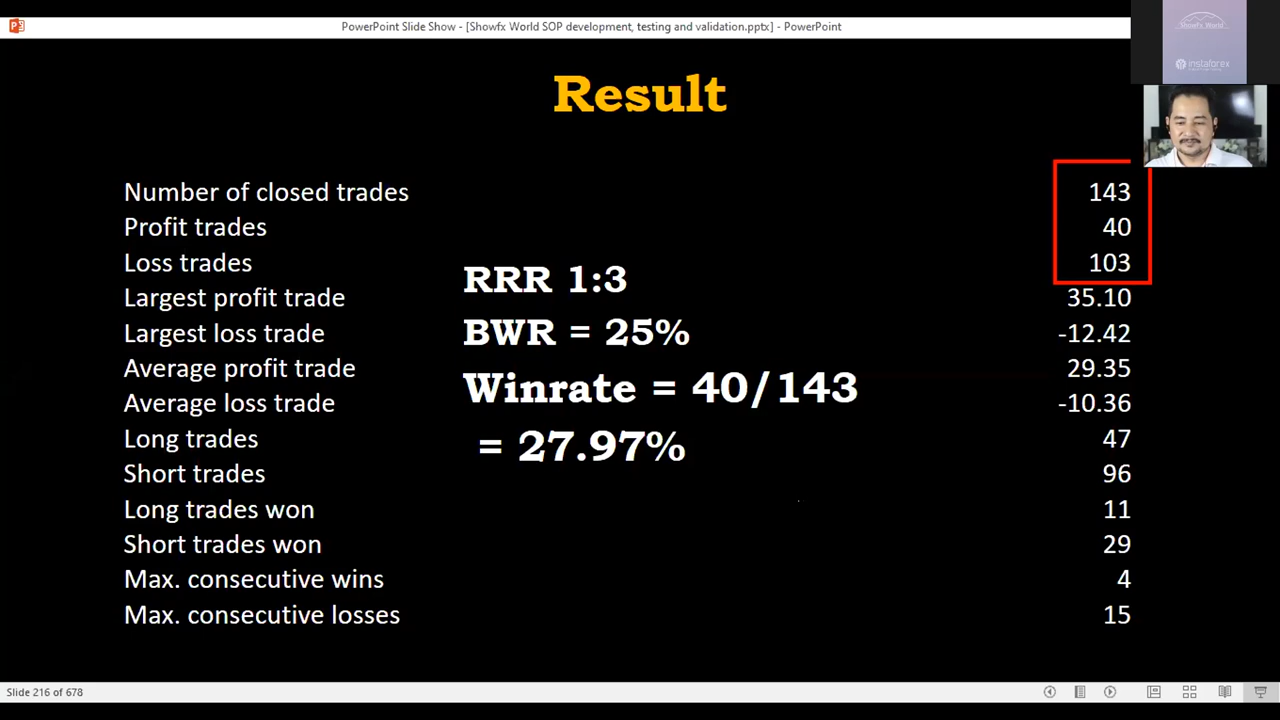 PowerPoint Slide Show - [Showfx World SOP development, testing and validation.pptx] - PowerPoint
Showfx World
instaforex
Result
Number of closed trades 143
Profit trades 40
Loss trades 103
RRR 1:3
Largest profit trade 35.10
BWR = 25%
Largest loss trade -12.42
Average profit trade 29.35
Winrate = 40/143
Average loss trade -10.36
Long trades 47
= 27.97%
Short trades 96
Long trades won 11
Short trades won 29
Max. consecutive wins 4
Max. consecutive losses 15
Slide 216 of 678